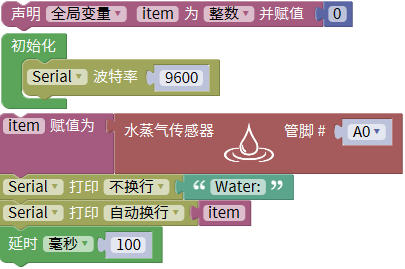 声明 全局变量 item 为 整数 并赋值 0
初始化
Serial 波特率 9600
item 赋值为 水蒸气传感器 管脚 # A0
Serial 打印 不换行 “ Water: ”
Serial 打印 自动换行 item
延时 毫秒 100